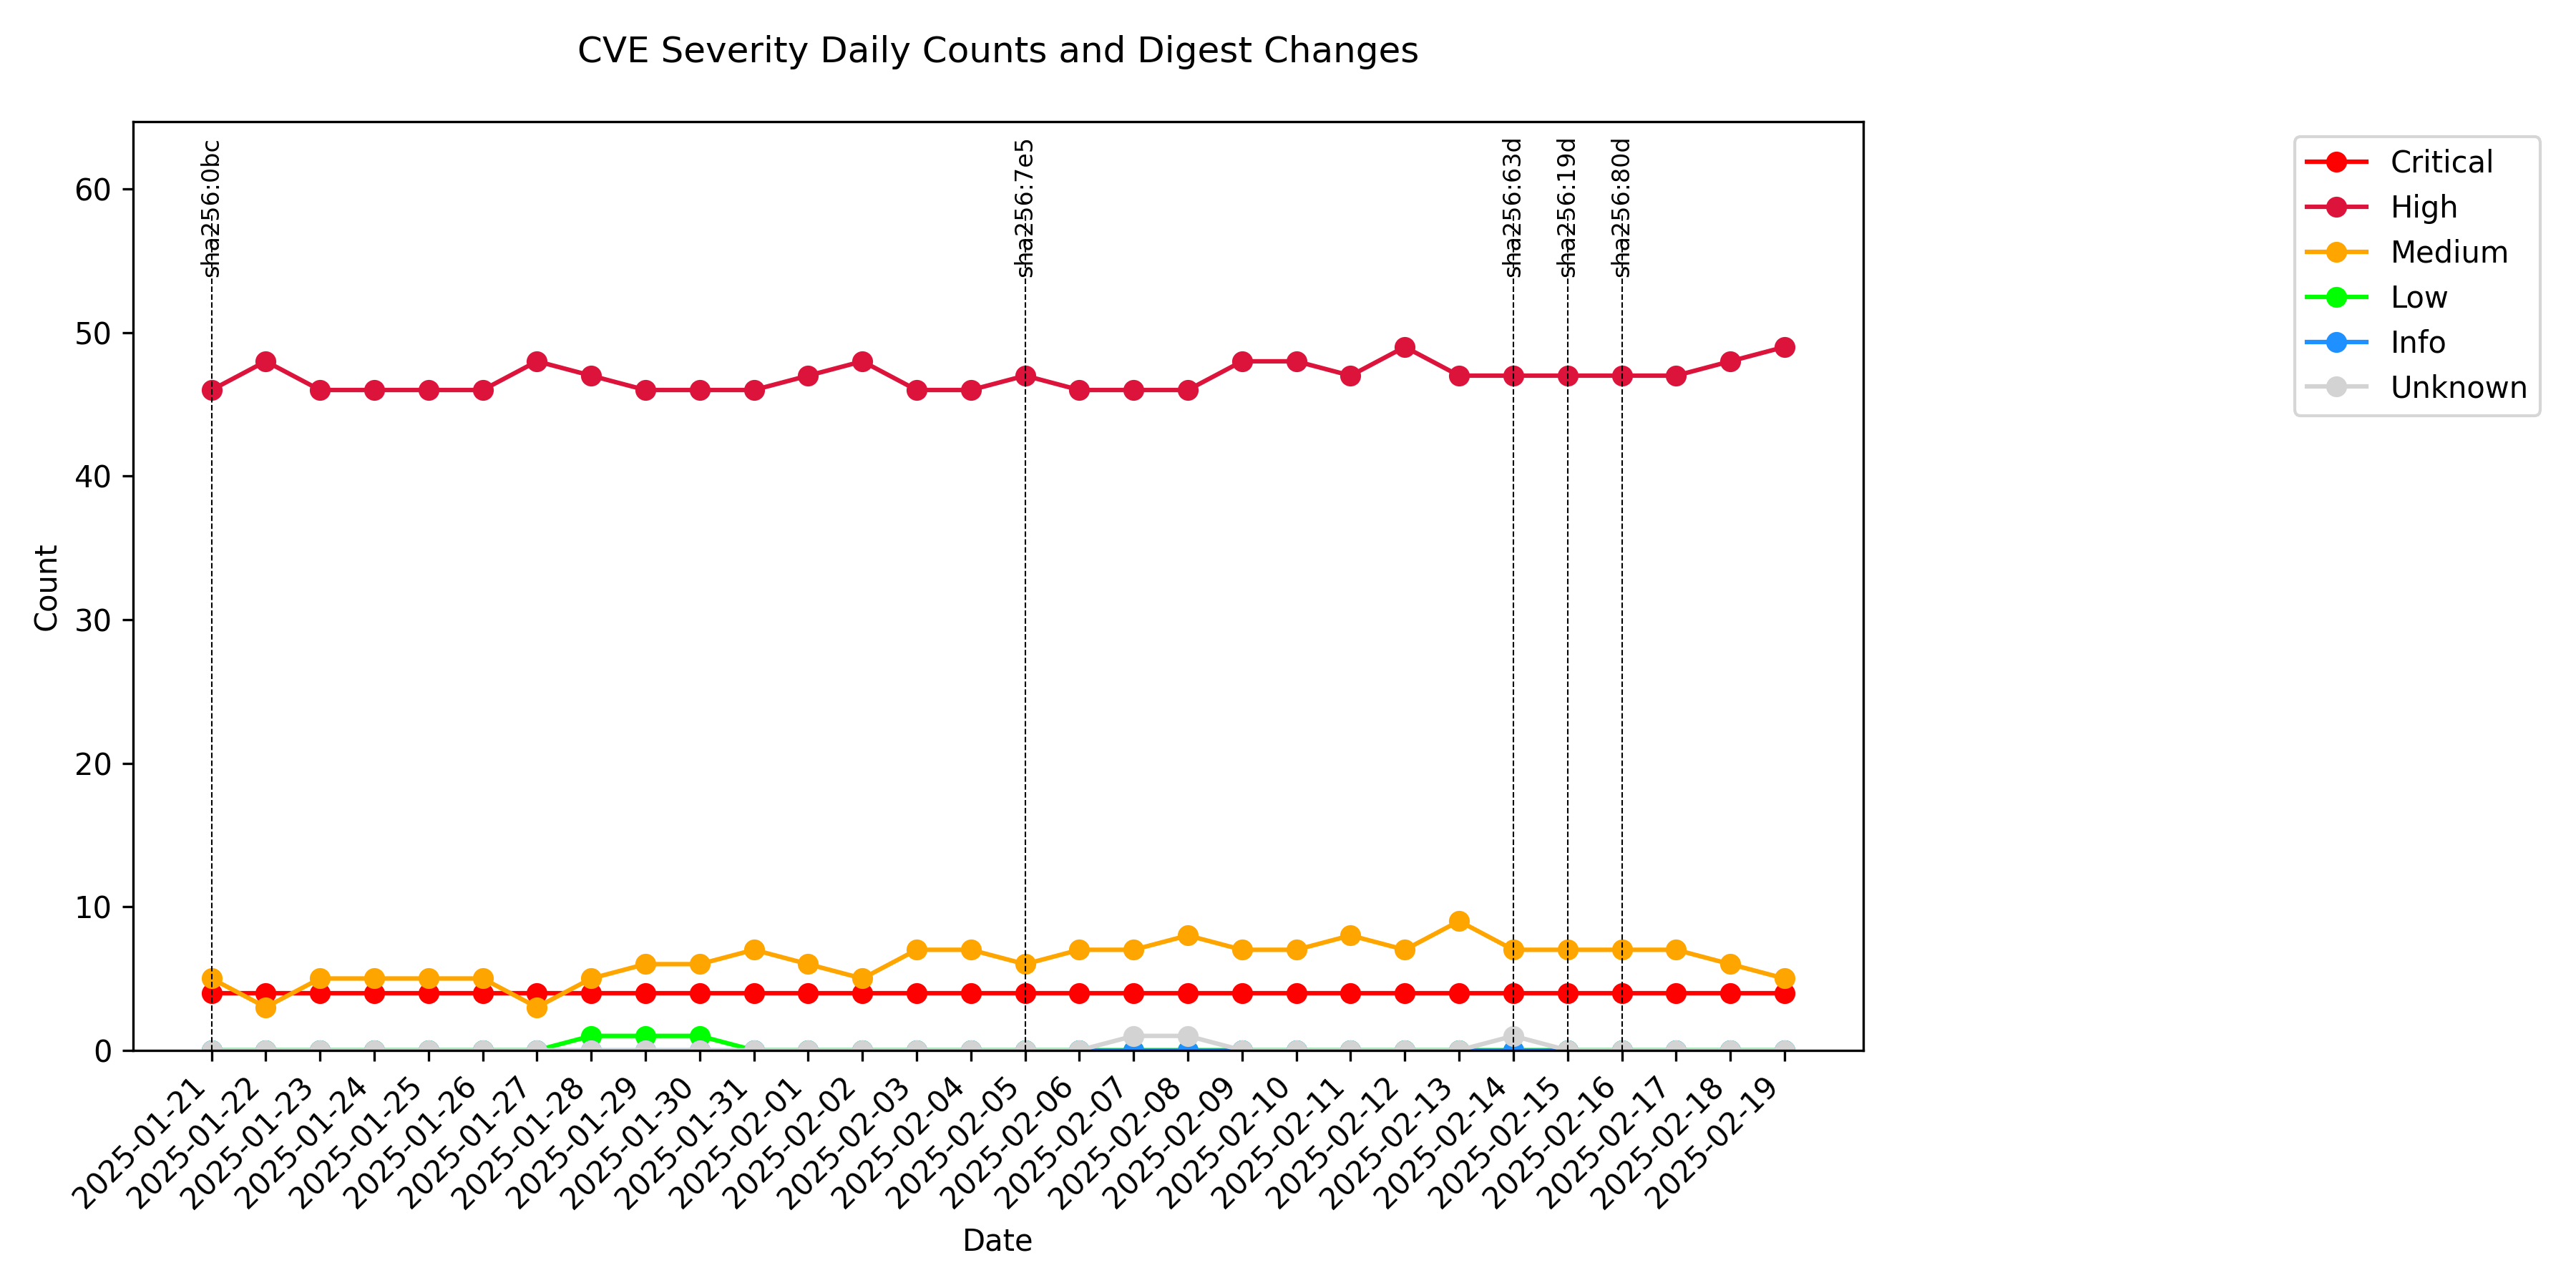 CVE Severity Daily Counts and Digest Changes
sha256:0bc
sha256:7e5
sha256:63d
sha256:19d
sha256:80d
Critical
High
Medium
Low
Info
Unknown
Count
60
50
40
30
20
10
0
2025-01-21
2025-01-22
2025-01-23
2025-01-24
2025-01-25
2025-01-26
2025-01-27
2025-01-28
2025-01-29
2025-01-30
2025-01-31
2025-02-01
2025-02-02
2025-02-03
2025-02-04
2025-02-05
2025-02-06
2025-02-07
2025-02-08
2025-02-09
2025-02-10
2025-02-11
2025-02-12
2025-02-13
2025-02-14
2025-02-15
2025-02-16
2025-02-17
2025-02-18
2025-02-19
Date